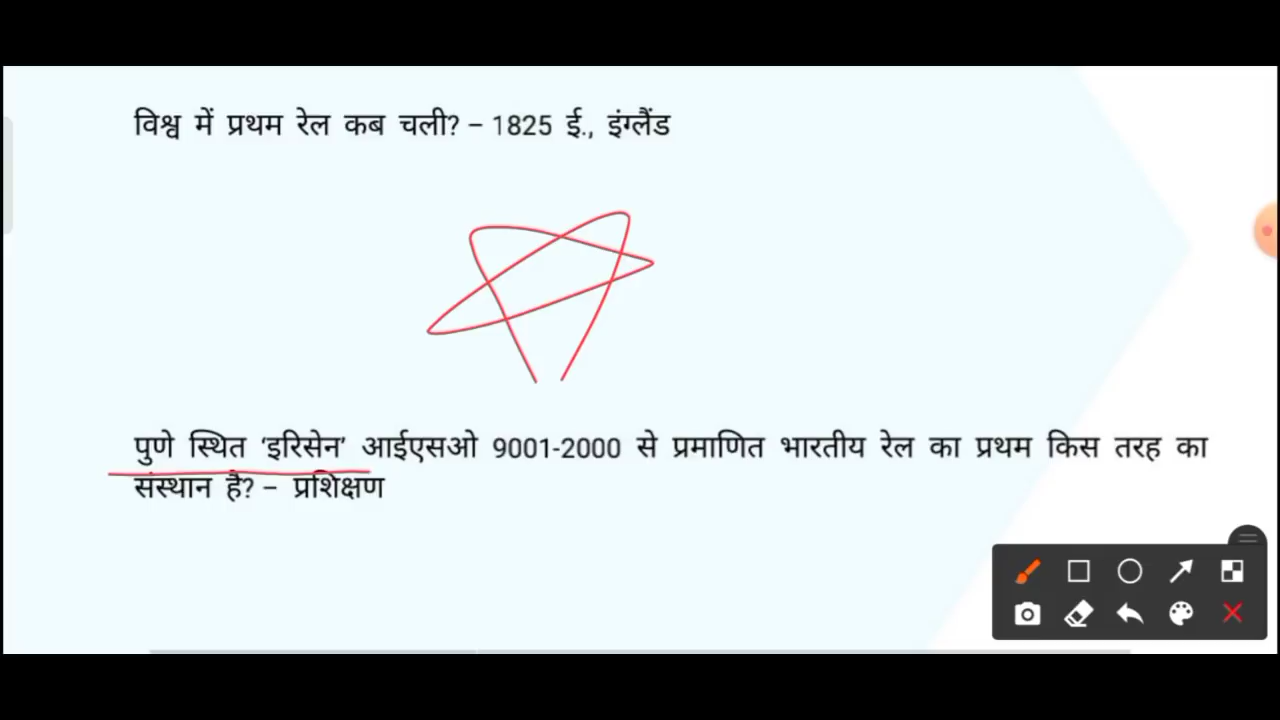 विश्व में प्रथम रेल कब चली? – 1825 ई., इंग्लैंड
पुणे स्थित ‘इरिसेन’ आईएसओ 9001-2000 से प्रमाणित भारतीय रेल का प्रथम किस तरह का
संस्थान है? – प्रशिक्षण